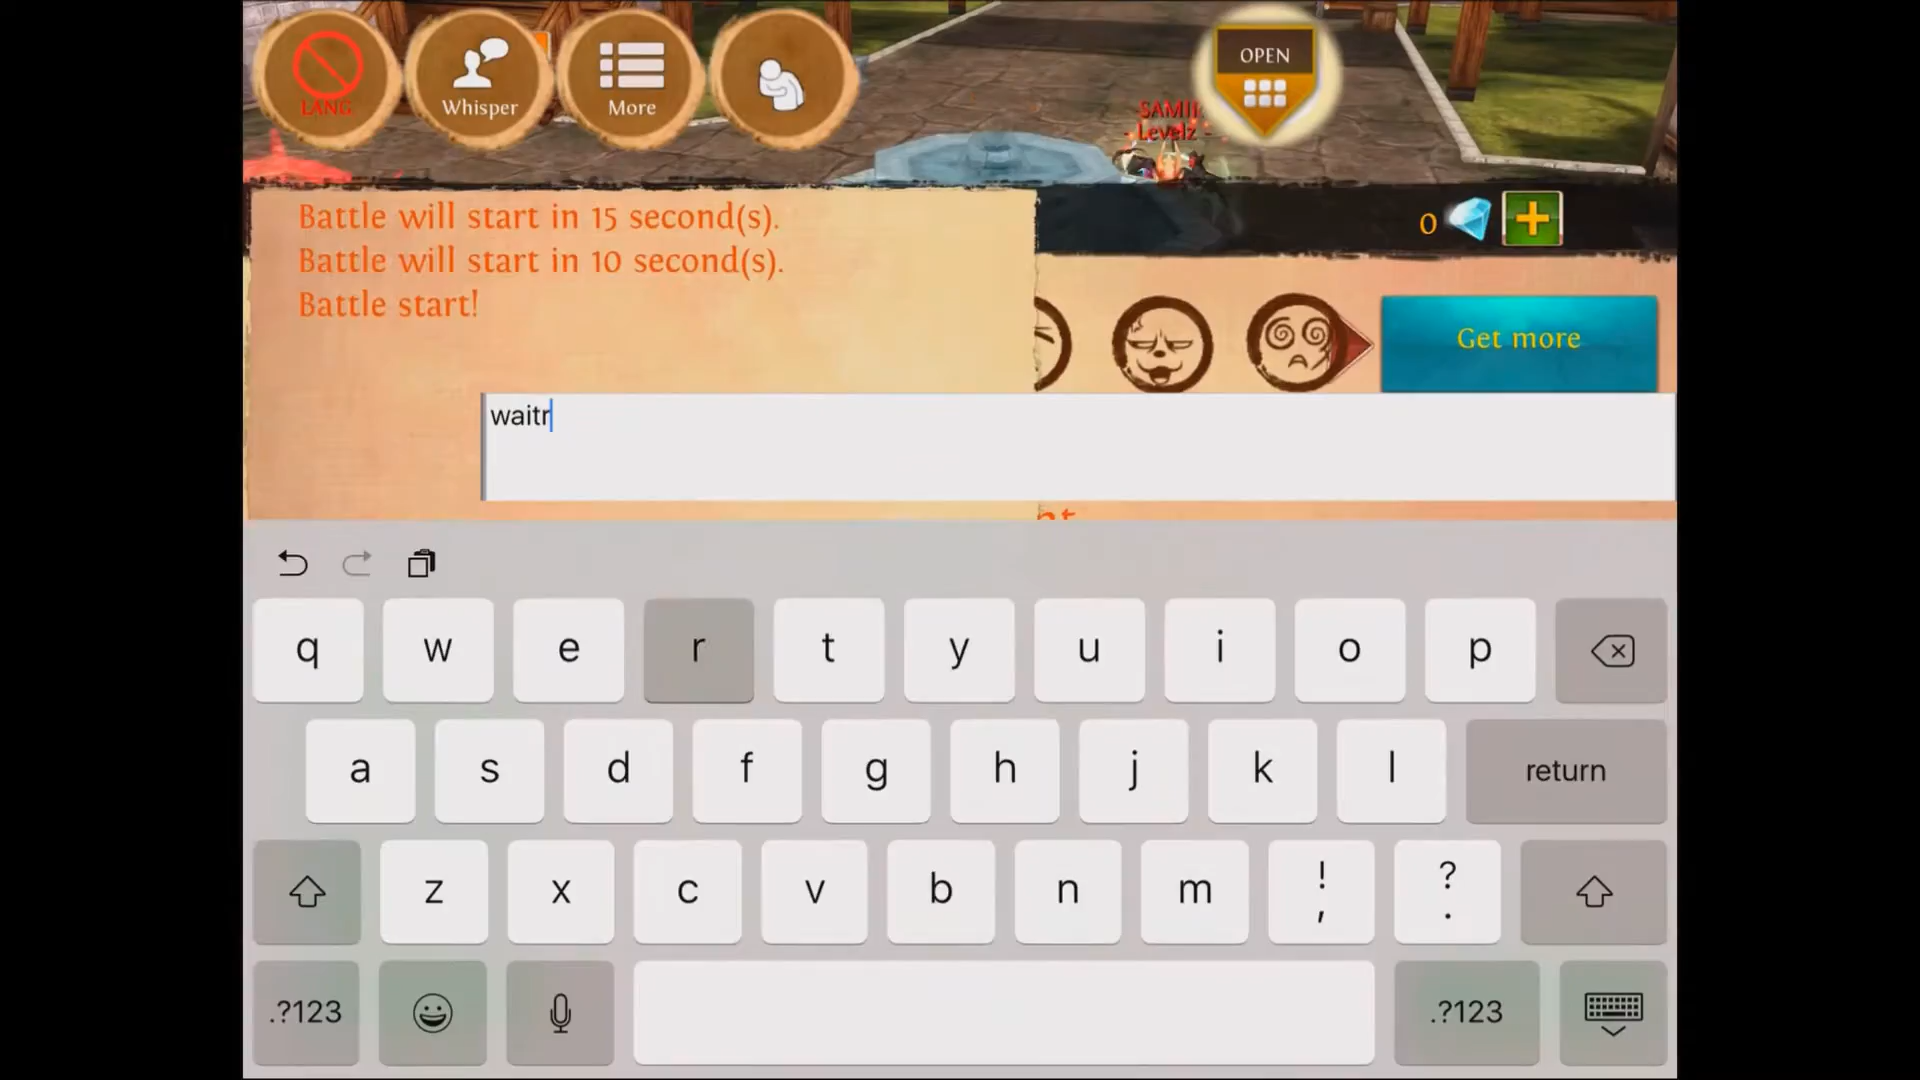 LANG
Whisper
More
OPEN
SAMIR
- Levelz -
Battle will start in 15 second(s).
Battle will start in 10 second(s).
Battle start!
0
Get more
waitr
q w e r t y u i o p
a s d f g h j k l return
z x c v b n m ! , ? .
.?123 .?123